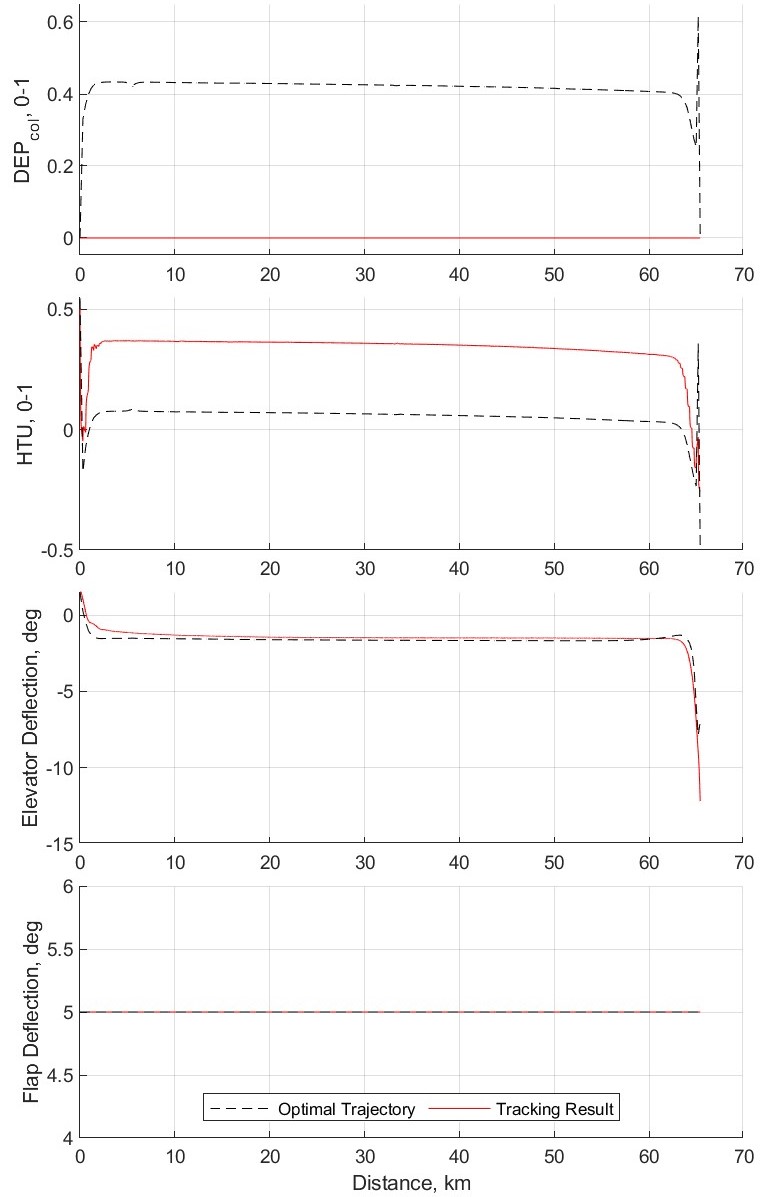 0.6
0.4
0.2
0
DEPcol, 0-1
0 10 20 30 40 50 60 70
0.5
0
-0.5
HTU, 0-1
0 10 20 30 40 50 60 70
0
-5
-10
-15
Elevator Deflection, deg
0 10 20 30 40 50 60 70
6
5.5
5
4.5
4
Flap Deflection, deg
Optimal Trajectory Tracking Result
0 10 20 30 40 50 60 70
Distance, km